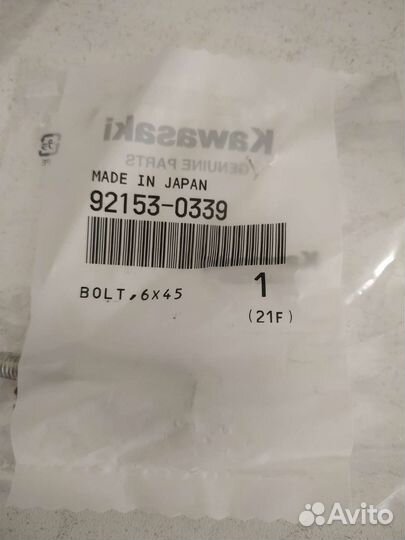 Kawasaki
GENUINE PARTS
MADE IN JAPAN
92153-0339
BOLT,6X45
1
(21F)
Avito